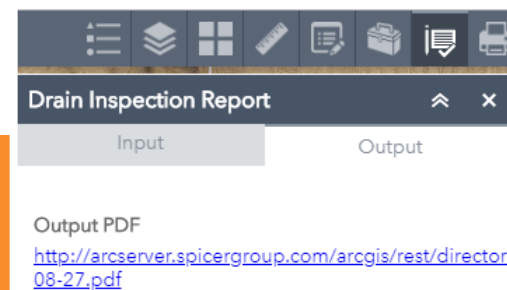 Drain Inspection Report
Input Output
Output PDF
http://arcserver.spicergroup.com/arcgis/rest/director
08-27.pdf